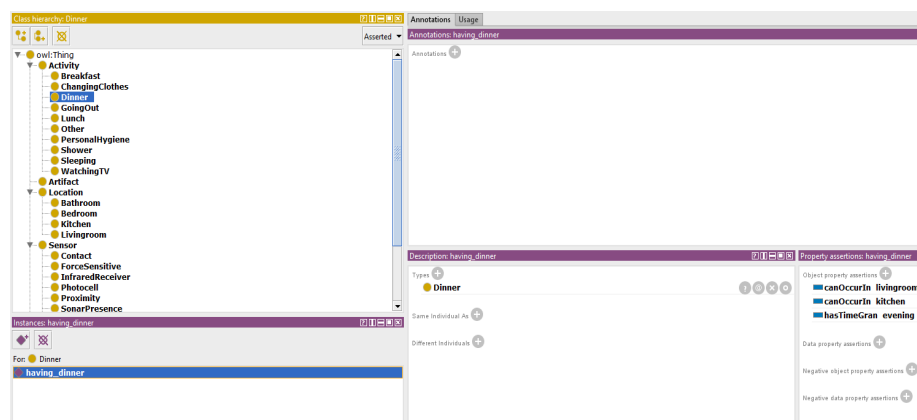 Class hierarchy: Dinner
Asserted
owl:Thing
Activity
Breakfast
ChangingClothes
Dinner
GoingOut
Lunch
Other
PersonalHygiene
Shower
Sleeping
WatchingTV
Artifact
Location
Bathroom
Bedroom
Kitchen
Livingroom
Sensor
Contact
ForceSensitive
InfraredReceiver
Photocell
Proximity
SonarPresence
Instances: having_dinner
For: Dinner
having_dinner
Annotations Usage
Annotations: having_dinner
Annotations
Description: having_dinner
Types
Dinner
Same Individual As
Different Individuals
Property assertions: having_dinner
Object property assertions
canOccurIn livingroom
canOccurIn kitchen
hasTimeGran evening
Data property assertions
Negative object property assertions
Negative data property assertions